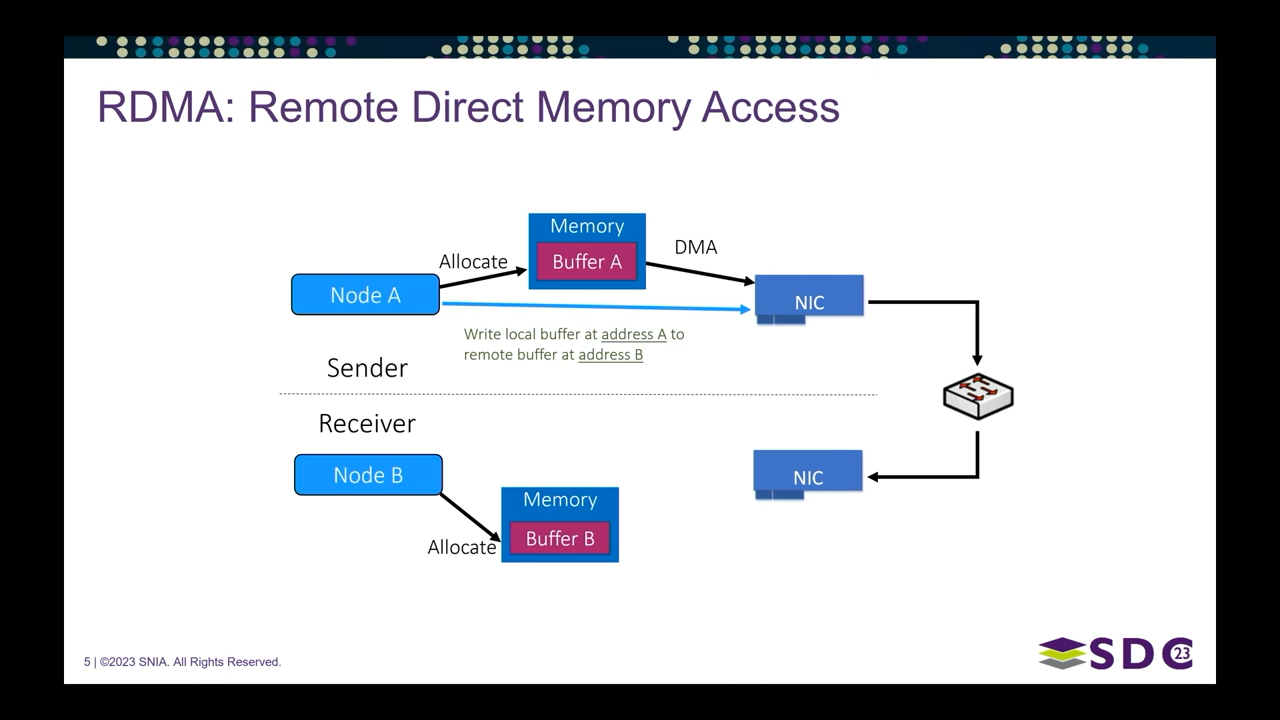 RDMA: Remote Direct Memory Access
Memory
Buffer A
Allocate
DMA
Node A
NIC
Write local buffer at address A to
remote buffer at address B
Sender
Receiver
Node B
NIC
Memory
Buffer B
Allocate
5 | ©2023 SNIA. All Rights Reserved.
SDC 23